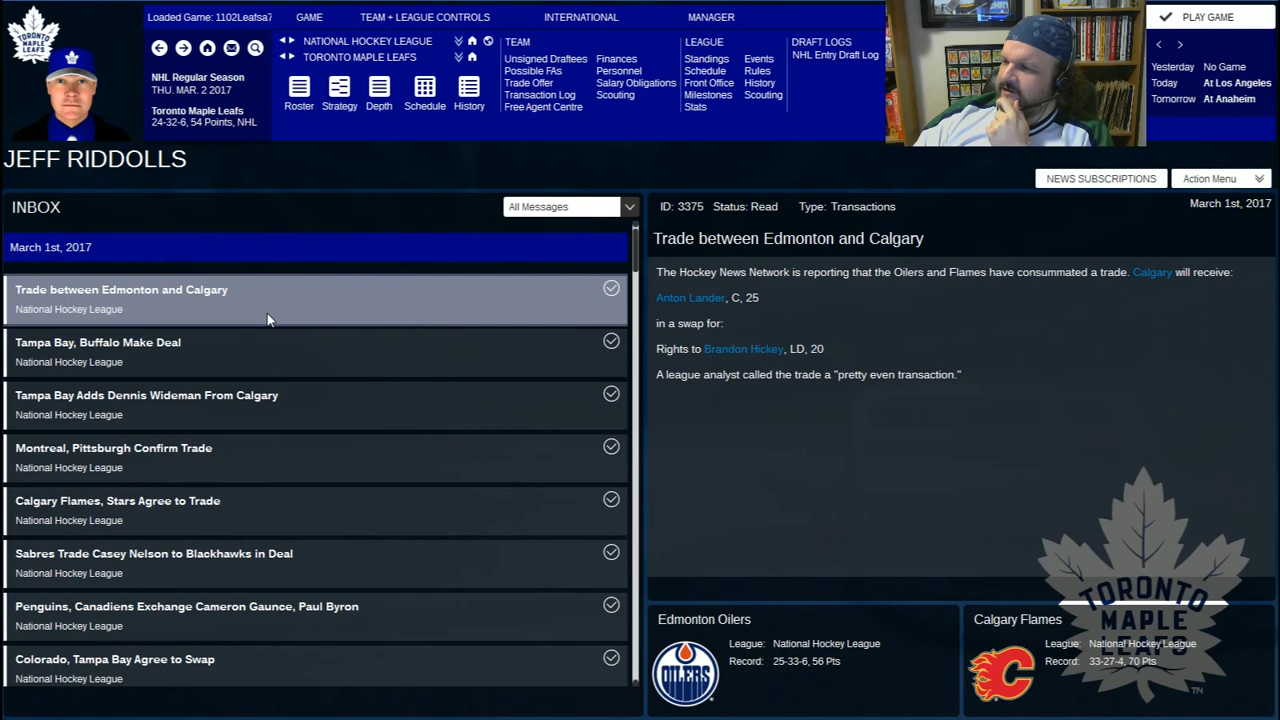 TORONTO
MAPLE LEAFS
Loaded Game: 1102Leafsa7
GAME
TEAM + LEAGUE CONTROLS
INTERNATIONAL
MANAGER
PLAY GAME
NHL Regular Season
THU. MAR. 2 2017
Toronto Maple Leafs
24-32-6, 54 Points, NHL
NATIONAL HOCKEY LEAGUE
TORONTO MAPLE LEAFS
Roster
Strategy
Depth
Schedule
History
TEAM
Unsigned Draftees
Finances
Possible FAs
Personnel
Trade Offer
Salary Obligations
Transaction Log
Scouting
Free Agent Centre
LEAGUE
Standings
Events
Schedule
Rules
Front Office
History
Milestones
Scouting
Stats
DRAFT LOGS
NHL Entry Draft Log
Yesterday No Game
Today At Los Angeles
Tomorrow At Anaheim
JEFF RIDDOLLS
NEWS SUBSCRIPTIONS
Action Menu
INBOX
All Messages
March 1st, 2017
Trade between Edmonton and Calgary
National Hockey League
Tampa Bay, Buffalo Make Deal
National Hockey League
Tampa Bay Adds Dennis Wideman From Calgary
National Hockey League
Montreal, Pittsburgh Confirm Trade
National Hockey League
Calgary Flames, Stars Agree to Trade
National Hockey League
Sabres Trade Casey Nelson to Blackhawks in Deal
National Hockey League
Penguins, Canadiens Exchange Cameron Gaunce, Paul Byron
National Hockey League
Colorado, Tampa Bay Agree to Swap
National Hockey League
ID: 3375 Status: Read Type: Transactions
March 1st, 2017
Trade between Edmonton and Calgary
The Hockey News Network is reporting that the Oilers and Flames have consummated a trade. Calgary will receive:
Anton Lander, C, 25
in a swap for:
Rights to Brandon Hickey, LD, 20
A league analyst called the trade a "pretty even transaction."
TORONTO
MAPLE
LEAFS
TM
Edmonton Oilers
OILERS
League: National Hockey League
Record: 25-33-6, 56 Pts
Calgary Flames
League: National Hockey League
Record: 33-27-4, 70 Pts